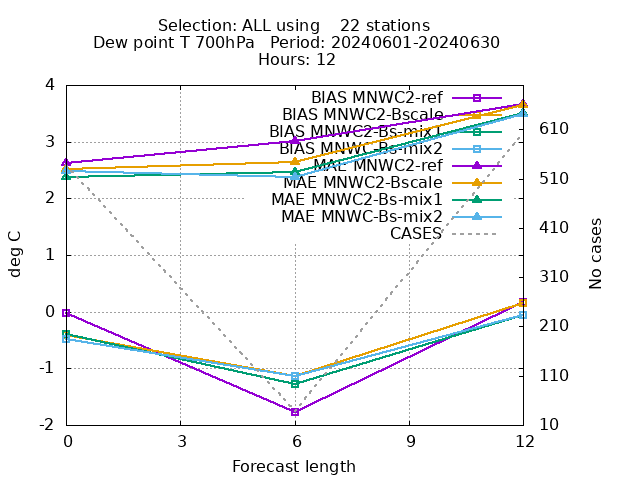 Selection: ALL using    22 stations
Dew point T 700hPa   Period: 20240601-20240630
Hours: 12
BIAS MNWC2-ref
BIAS MNWC2-Bscale
BIAS MNWC2-Bs-mix1
BIAS MNWC-Bs-mix2
MAE MNWC2-ref
MAE MNWC2-Bscale
MAE MNWC2-Bs-mix1
MAE MNWC-Bs-mix2
CASES
4
3
2
1
0
-1
-2
deg C
610
510
410
310
210
110
10
No cases
0
3
6
9
12
Forecast length